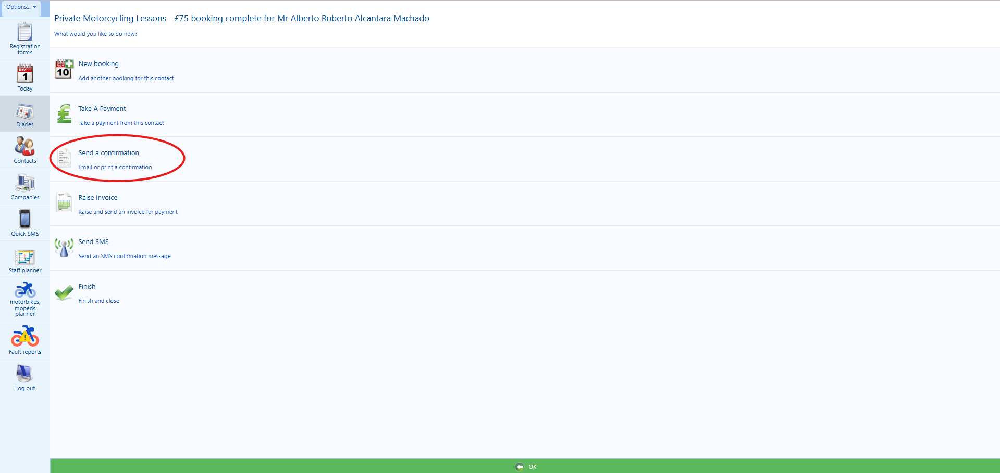 Options...
Registration
forms
Day
1
Today
Diaries
Contacts
Companies
Quick SMS
Staff planner
motorbikes,
mopeds
planner
Fault reports
Log out
Private Motorcycling Lessons - £75 booking complete for Mr Alberto Roberto Alcantara Machado
What would you like to do now?
Nov
10
New booking
Add another booking for this contact
£
Take A Payment
Take a payment from this contact
Send a confirmation
Email or print a confirmation
Raise Invoice
Raise and send an invoice for payment
Send SMS
Send an SMS confirmation message
Finish
Finish and close
OK